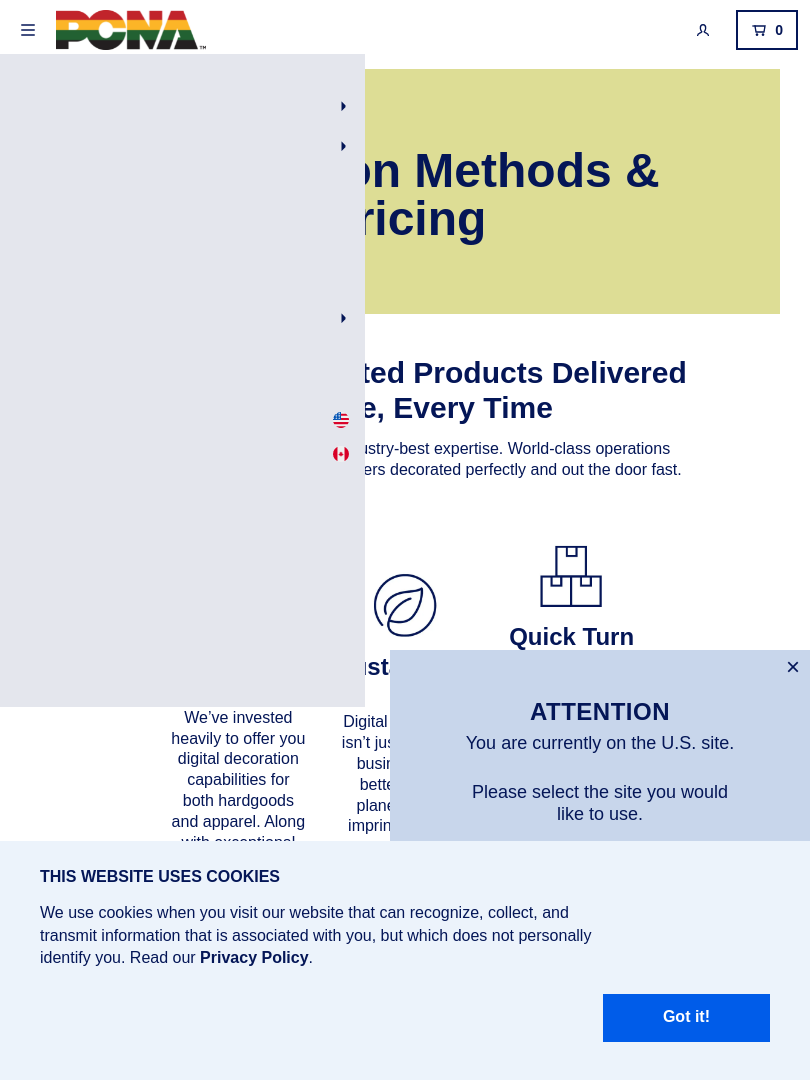 PCNA
TM
0
on Methods &
ricing
ted Products Delivered
e, Every Time
ustry-best expertise. World-class operations
ers decorated perfectly and out the door fast.
Quick Turn
usta
We've invested
heavily to offer you
digital decoration
capabilities for
both hardgoods
and apparel. Along
with exceptional
Digital
isn't jus
busin
bette
plane
imprin
×
ATTENTION
You are currently on the U.S. site.
Please select the site you would
like to use.
THIS WEBSITE USES COOKIES
We use cookies when you visit our website that can recognize, collect, and
transmit information that is associated with you, but which does not personally
identify you. Read our Privacy Policy.
Got it!